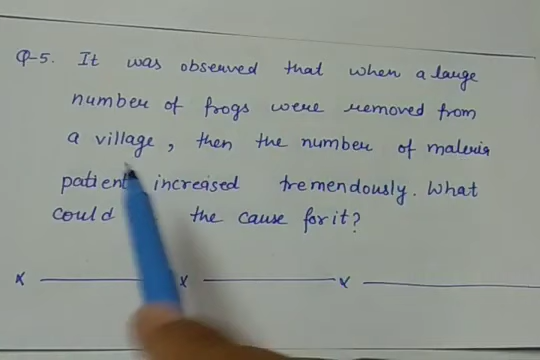 Q-5. It was observed that when a large
number of frogs were removed from
a village, then the number of maleria
patient increased tremendously. What
could the cause for it?
x x x